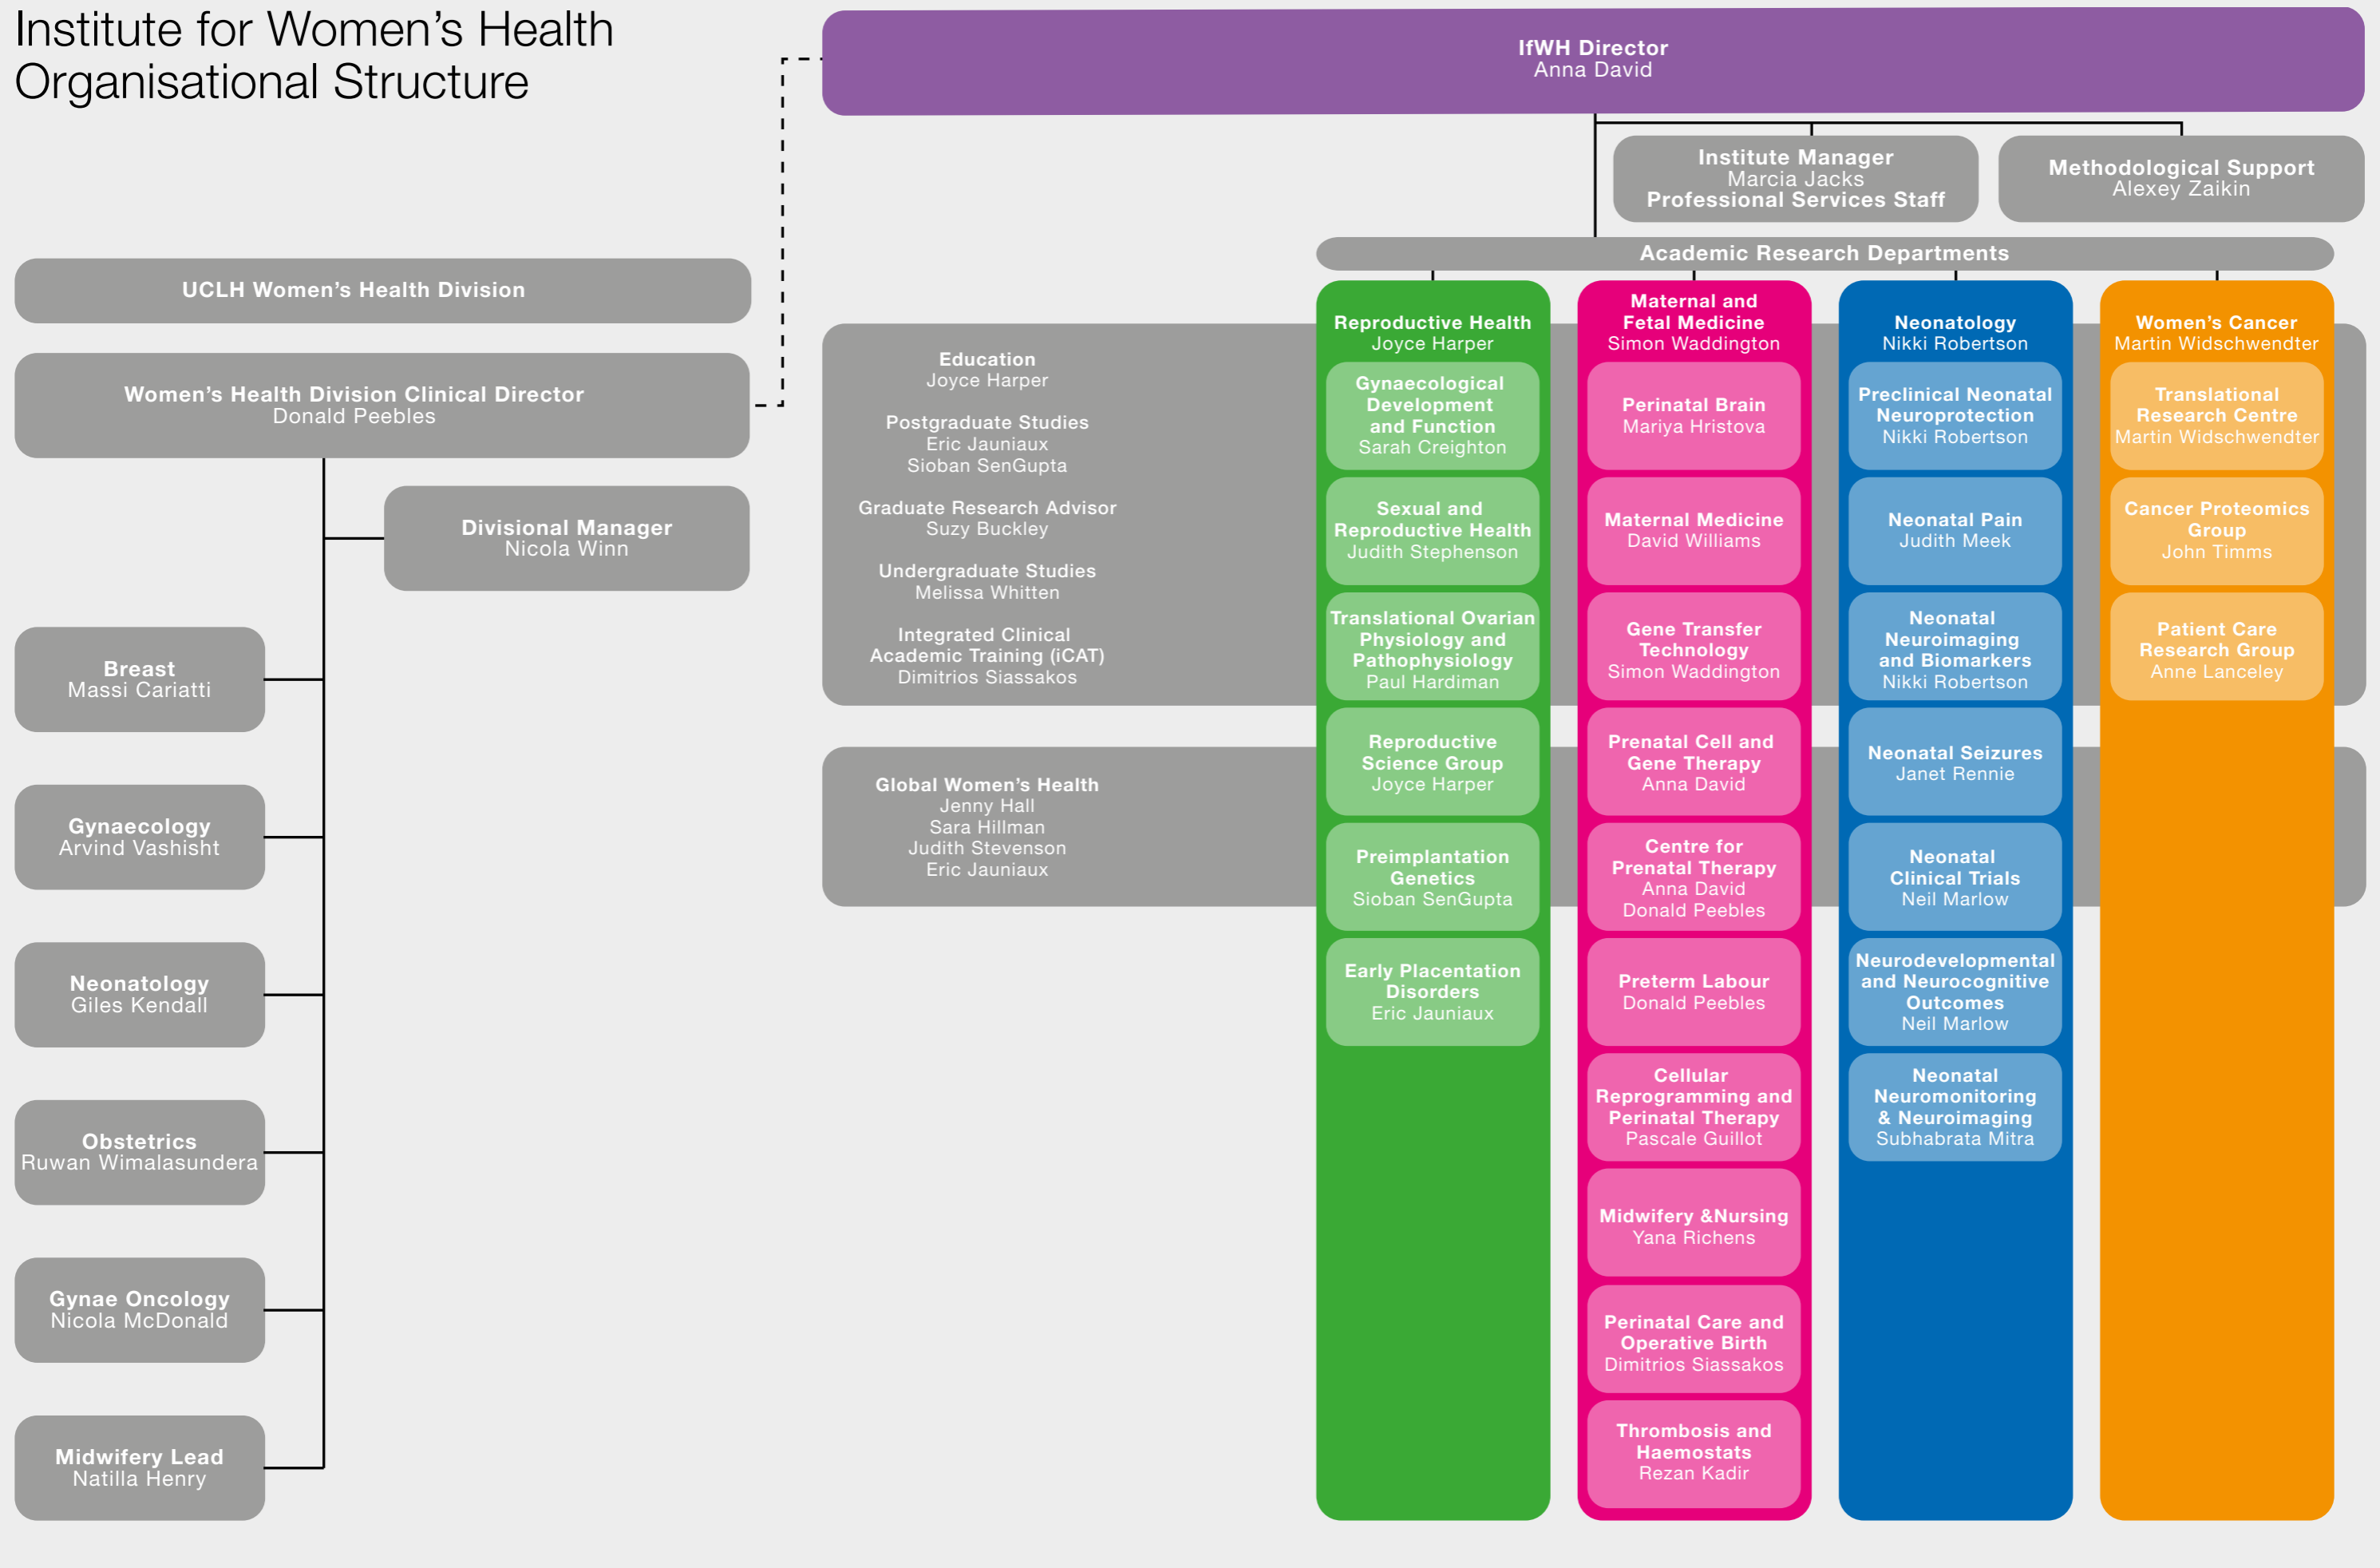 Institute for Women’s Health
Organisational Structure
IfWH Director
Anna David
Institute Manager
Marcia Jacks
Professional Services Staff
Methodological Support
Alexey Zaikin
UCLH Women’s Health Division
Women’s Health Division Clinical Director
Donald Peebles
Divisional Manager
Nicola Winn
Breast
Massi Cariatti
Gynaecology
Arvind Vashisht
Neonatology
Giles Kendall
Obstetrics
Ruwan Wimalasundera
Gynae Oncology
Nicola McDonald
Midwifery Lead
Natilla Henry
Education
Joyce Harper
Postgraduate Studies
Eric Jauniaux
Sioban SenGupta
Graduate Research Advisor
Suzy Buckley
Undergraduate Studies
Melissa Whitten
Integrated Clinical
Academic Training (iCAT)
Dimitrios Siassakos
Global Women’s Health
Jenny Hall
Sara Hillman
Judith Stevenson
Eric Jauniaux
Academic Research Departments
Reproductive Health
Joyce Harper
Gynaecological
Development
and Function
Sarah Creighton
Sexual and
Reproductive Health
Judith Stephenson
Translational Ovarian
Physiology and
Pathophysiology
Paul Hardiman
Reproductive
Science Group
Joyce Harper
Preimplantation
Genetics
Sioban SenGupta
Early Placentation
Disorders
Eric Jauniaux
Maternal and
Fetal Medicine
Simon Waddington
Perinatal Brain
Mariya Hristova
Maternal Medicine
David Williams
Gene Transfer
Technology
Simon Waddington
Prenatal Cell and
Gene Therapy
Anna David
Centre for
Prenatal Therapy
Anna David
Donald Peebles
Preterm Labour
Donald Peebles
Cellular
Reprogramming and
Perinatal Therapy
Pascale Guillot
Midwifery &Nursing
Yana Richens
Perinatal Care and
Operative Birth
Dimitrios Siassakos
Thrombosis and
Haemostats
Rezan Kadir
Neonatology
Nikki Robertson
Preclinical Neonatal
Neuroprotection
Nikki Robertson
Neonatal Pain
Judith Meek
Neonatal
Neuroimaging
and Biomarkers
Nikki Robertson
Neonatal Seizures
Janet Rennie
Neonatal
Clinical Trials
Neil Marlow
Neurodevelopmental
and Neurocognitive
Outcomes
Neil Marlow
Neonatal
Neuromonitoring
& Neuroimaging
Subhabrata Mitra
Women’s Cancer
Martin Widschwendter
Translational
Research Centre
Martin Widschwendter
Cancer Proteomics
Group
John Timms
Patient Care
Research Group
Anne Lanceley